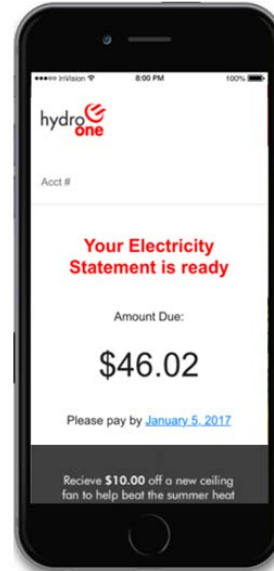 InVision 8:00 PM 100%
hydro
one
Acct #
Your Electricity
Statement is ready
Amount Due:
$46.02
Please pay by January 5, 2017
Recieve $10.00 off a new ceiling
fan to help beat the summer heat